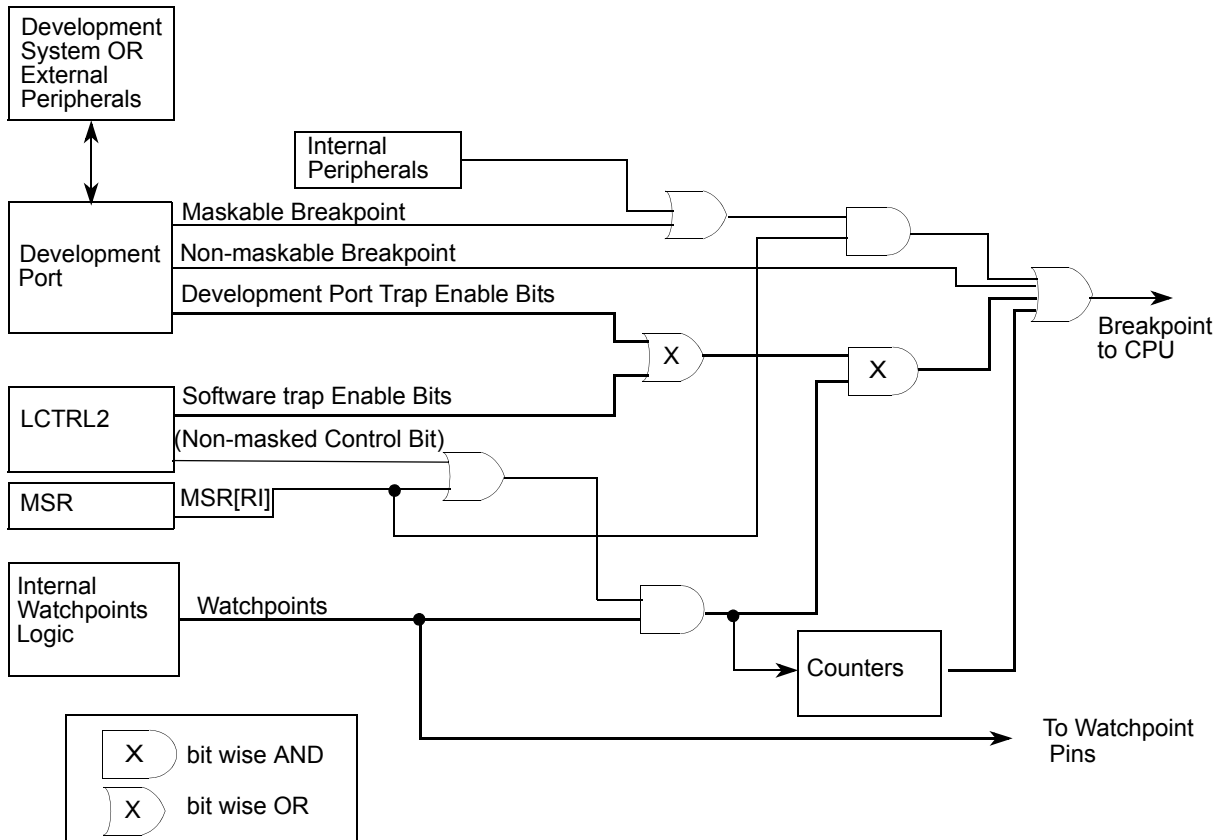 Development
System OR
External
Peripherals
Internal
Peripherals
Maskable Breakpoint
Development
Port
Non-maskable Breakpoint
Development Port Trap Enable Bits
Breakpoint
to CPU
X
X
LCTRL2
Software trap Enable Bits
(Non-masked Control Bit)
MSR
MSR[RI]
Internal
Watchpoints
Logic
Watchpoints
Counters
To Watchpoint
Pins
X bit wise AND
X bit wise OR